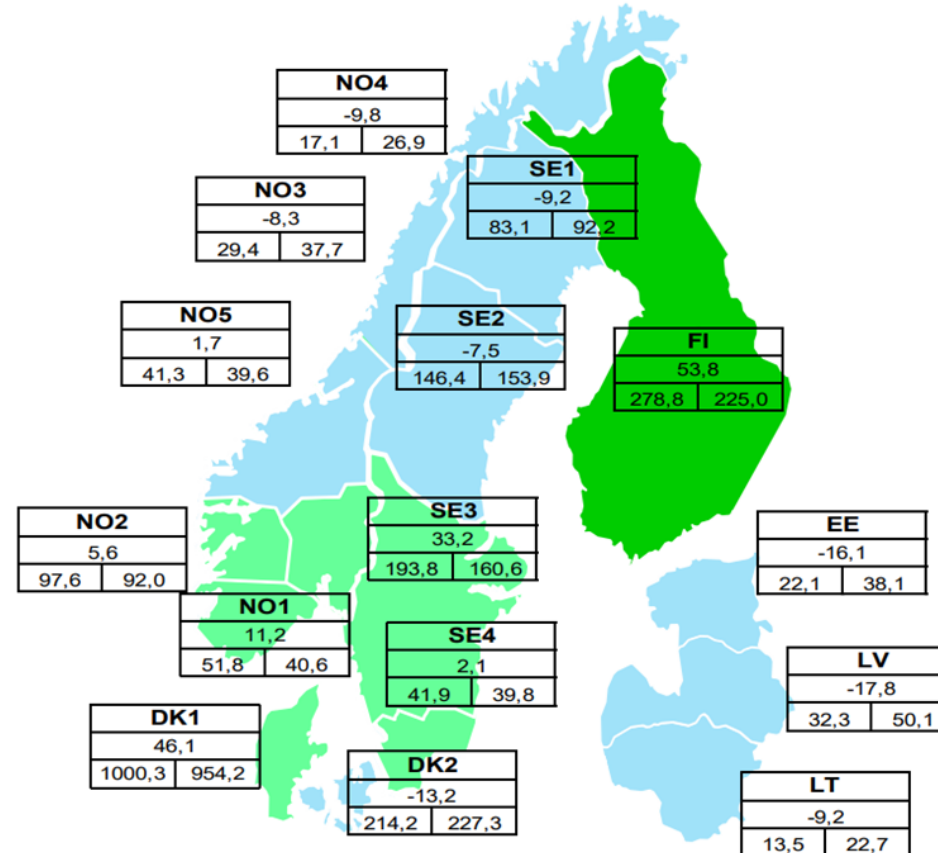 NO4
-9,8
17,1 26,9
SE1
-9,2
83,1 92,2
NO3
-8,3
29,4 37,7
NO5
1,7
41,3 39,6
SE2
-7,5
146,4 153,9
FI
53,8
278,8 225,0
SE3
33,2
193,8 160,6
NO2
5,6
97,6 92,0
EE
-16,1
22,1 38,1
NO1
11,2
51,8 40,6
SE4
2,1
41,9 39,8
LV
-17,8
32,3 50,1
DK1
46,1
1000,3 954,2
DK2
-13,2
214,2 227,3
LT
-9,2
13,5 22,7